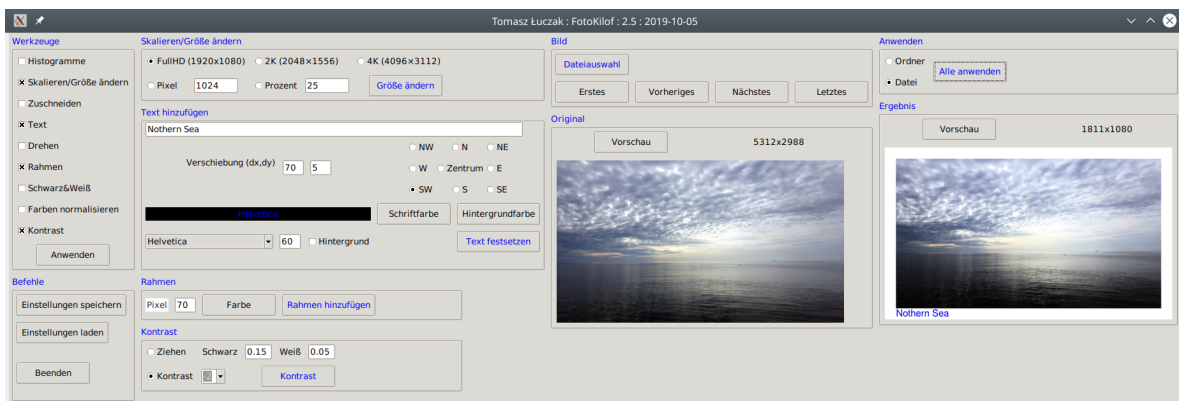 Tomasz Łuczak : FotoKilof : 2.5 : 2019-10-05
Werkzeuge
Histogramme
Skalieren/Größe ändern
Zuschneiden
Text
Drehen
Rahmen
Schwarz&Weiß
Farben normalisieren
Kontrast
Anwenden
Befehle
Einstellungen speichern
Einstellungen laden
Beenden
Skalieren/Größe ändern
FullHD (1920x1080) 2K (2048×1556) 4K (4096×3112)
Pixel 1024 Prozent 25 Größe ändern
Text hinzufügen
Nothern Sea
Verschiebung (dx,dy) 70 5
NW N NE
W Zentrum E
SW S SE
Helvetica Schriftfarbe Hintergrundfarbe
Helvetica 60 Hintergrund Text festsetzen
Rahmen
Pixel 70 Farbe Rahmen hinzufügen
Kontrast
Ziehen Schwarz 0.15 Weiß 0.05
Kontrast Kontrast
Bild
Dateiauswahl
Erstes Vorheriges Nächstes Letztes
Original
Vorschau 5312x2988
Anwenden
Ordner
Datei
Alle anwenden
Ergebnis
Vorschau 1811x1080
Nothern Sea